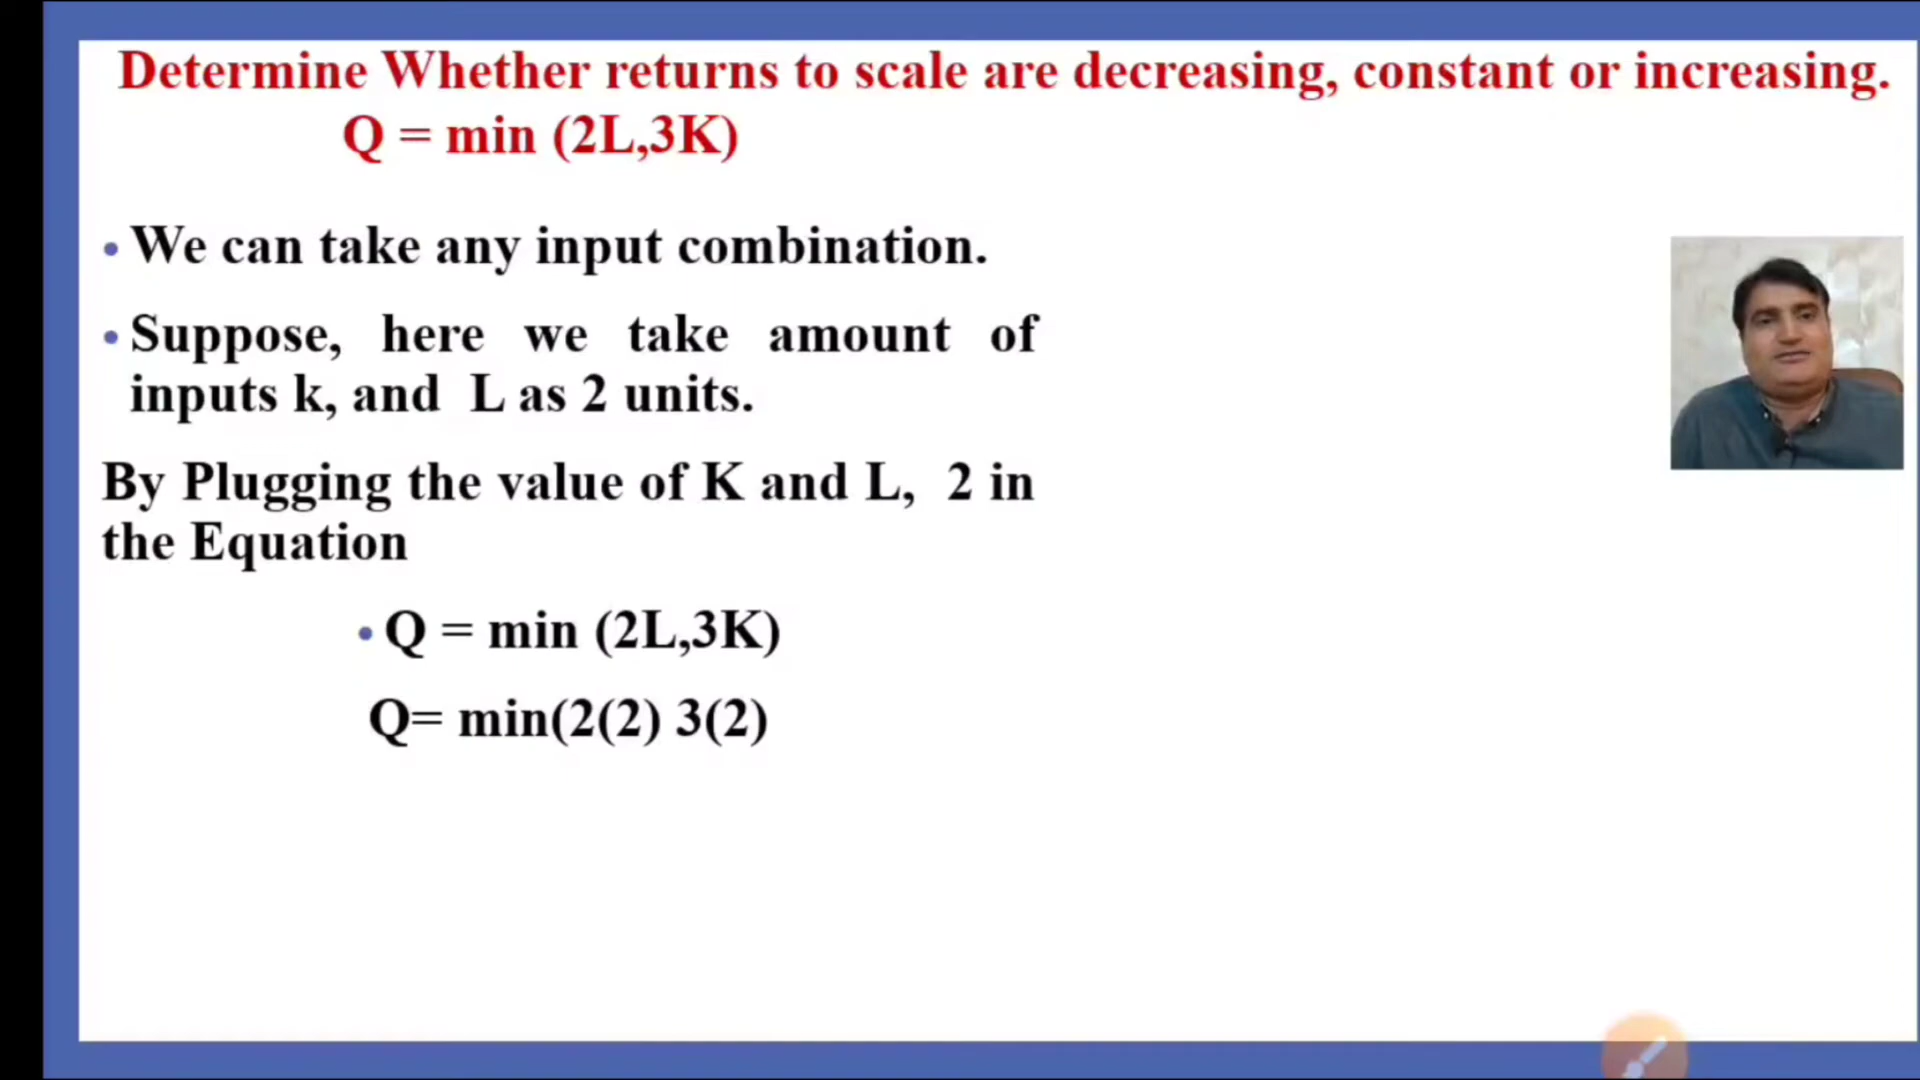 Determine Whether returns to scale are decreasing, constant or increasing.
Q = min (2L,3K)
• We can take any input combination.
• Suppose, here we take amount of
inputs k, and L as 2 units.
By Plugging the value of K and L, 2 in
the Equation
• Q = min (2L,3K)
Q= min(2(2) 3(2)